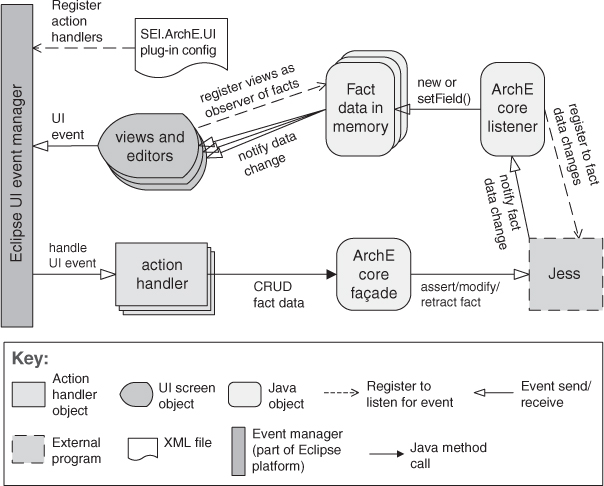 Register
action
handlers
SEI.ArchE.UI
plug-in config
register views as
observer of facts
Fact
data in
memory
new or
setField()
ArchE
core
listener
register to fact
data changes
UI
event
views and
editors
notify data
change
notify fact
data change
Eclipse UI event manager
handle
UI event
action
handler
CRUD
fact data
ArchE
core
façade
assert/modify/
retract fact
Jess
Key:
Action
handler
object
UI screen
object
Java
object
Register to
listen for event
Event send/
receive
External
program
XML file
Event manager
(part of Eclipse
platform)
Java method
call